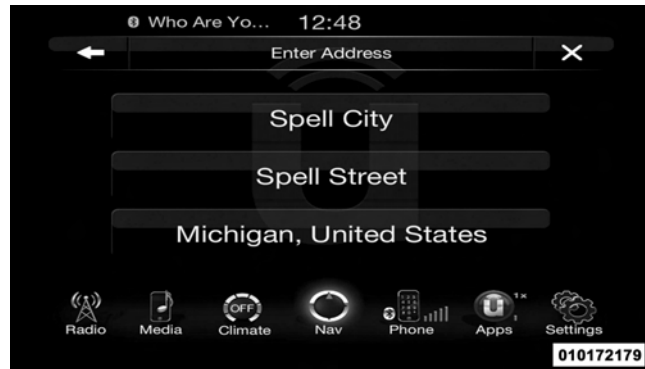 Who Are Yo... 12:48
Enter Address
Spell City
Spell Street
Michigan, United States
OFF 1x
Radio Media Climate Nav Phone Apps Settings
010172179